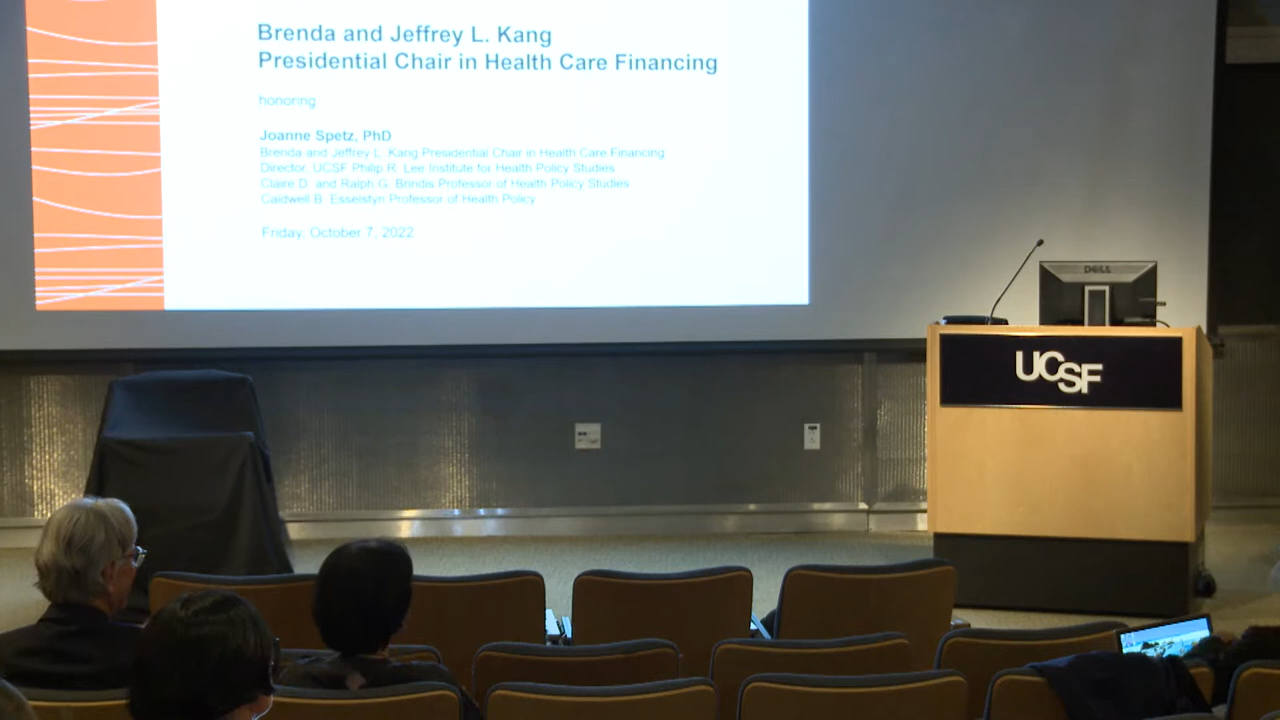 Brenda and Jeffrey L. Kang
Presidential Chair in Health Care Financing
honoring
Joanne Spetz, PhD
Brenda and Jeffrey L. Kang Presidential Chair in Health Care Financing
Director, UCSF Philip R. Lee Institute for Health Policy Studies
Claire D. and Ralph G. Brindis Professor of Health Policy Studies
Caldwell B. Esselstyn Professor of Health Policy
Friday, October 7, 2022
DELL
UCSF